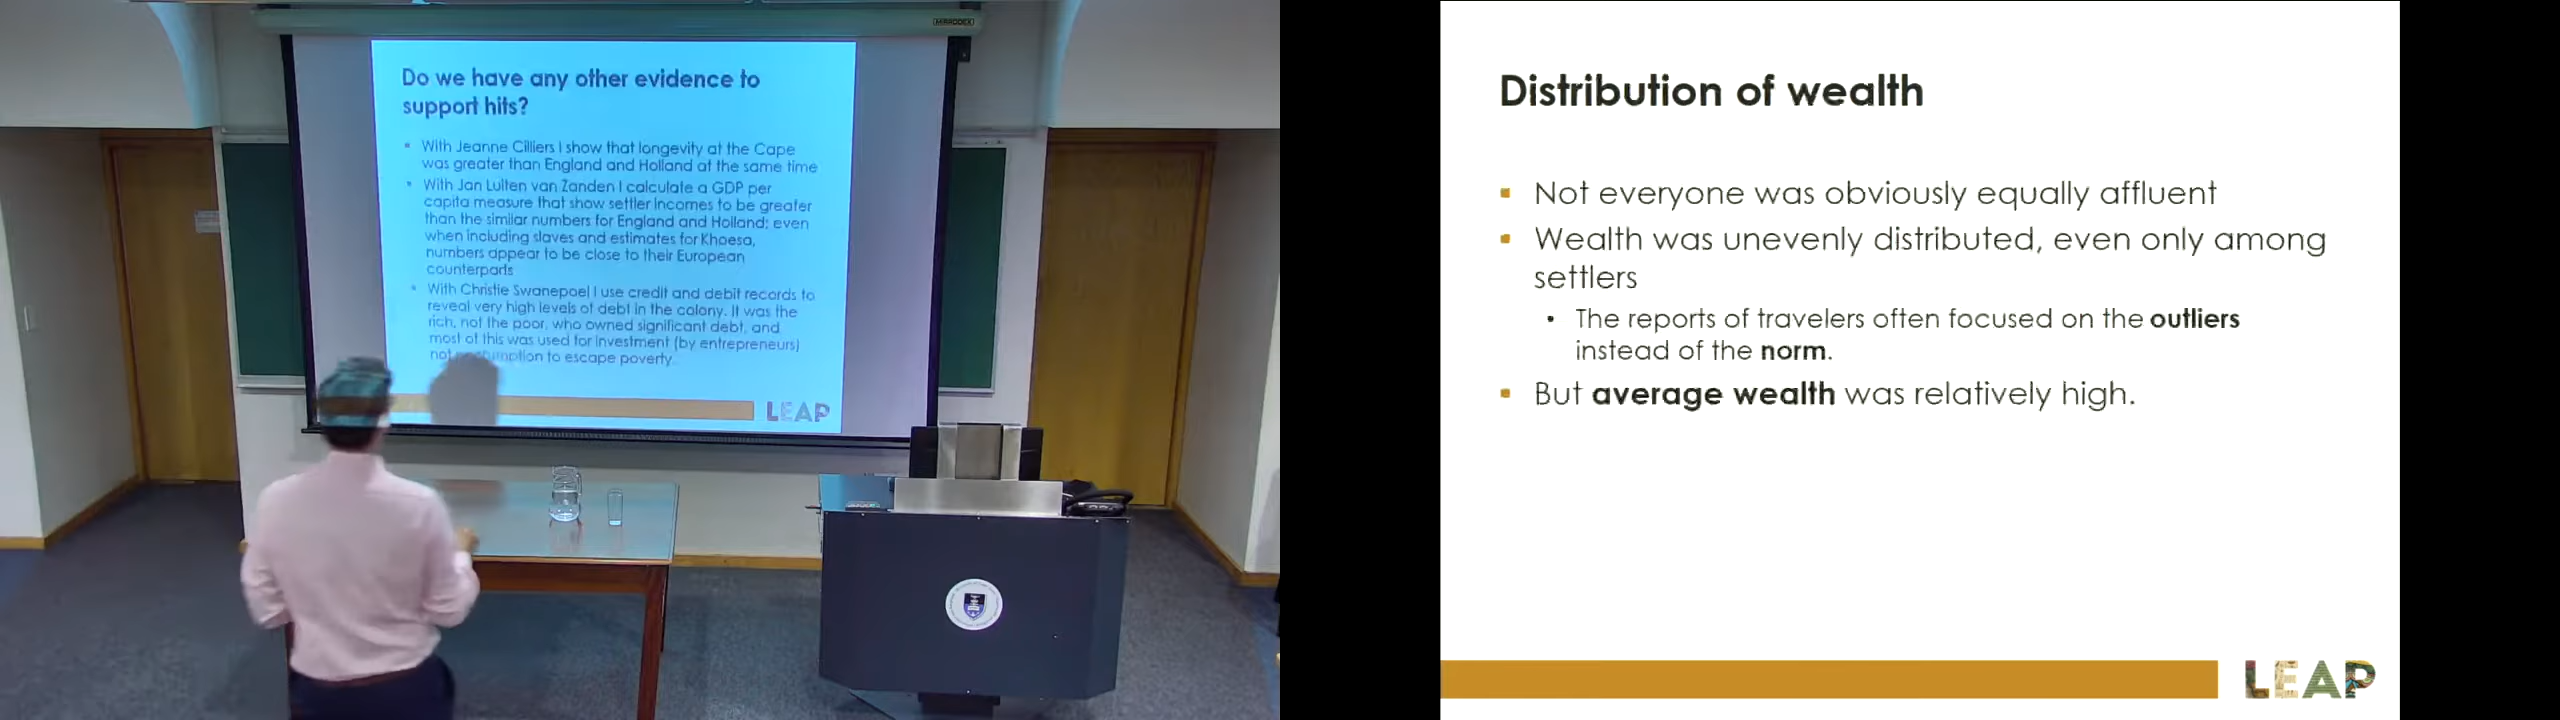 Do we have any other evidence to
support hits?
With Jeanne Cilliers I show that longevity at the Cape
was greater than England and Holland at the same time
With Jan Luiten van Zanden I calculate a GDP per
capita measure that show settler incomes to be greater
than the similar numbers for England and Holland; even
when including slaves and estimates for Khoesa,
numbers appear to be close to their European
counterparts
With Christie Swanepoel I use credit and debit records to
reveal very high levels of debt in the colony. It was the
rich, not the poor, who owned significant debt, and
most of this was used for investment (by entrepreneurs)
not to escape poverty.
LEAP
Distribution of wealth
Not everyone was obviously equally affluent
Wealth was unevenly distributed, even only among
settlers
The reports of travelers often focused on the outliers
instead of the norm.
But average wealth was relatively high.
LEAP